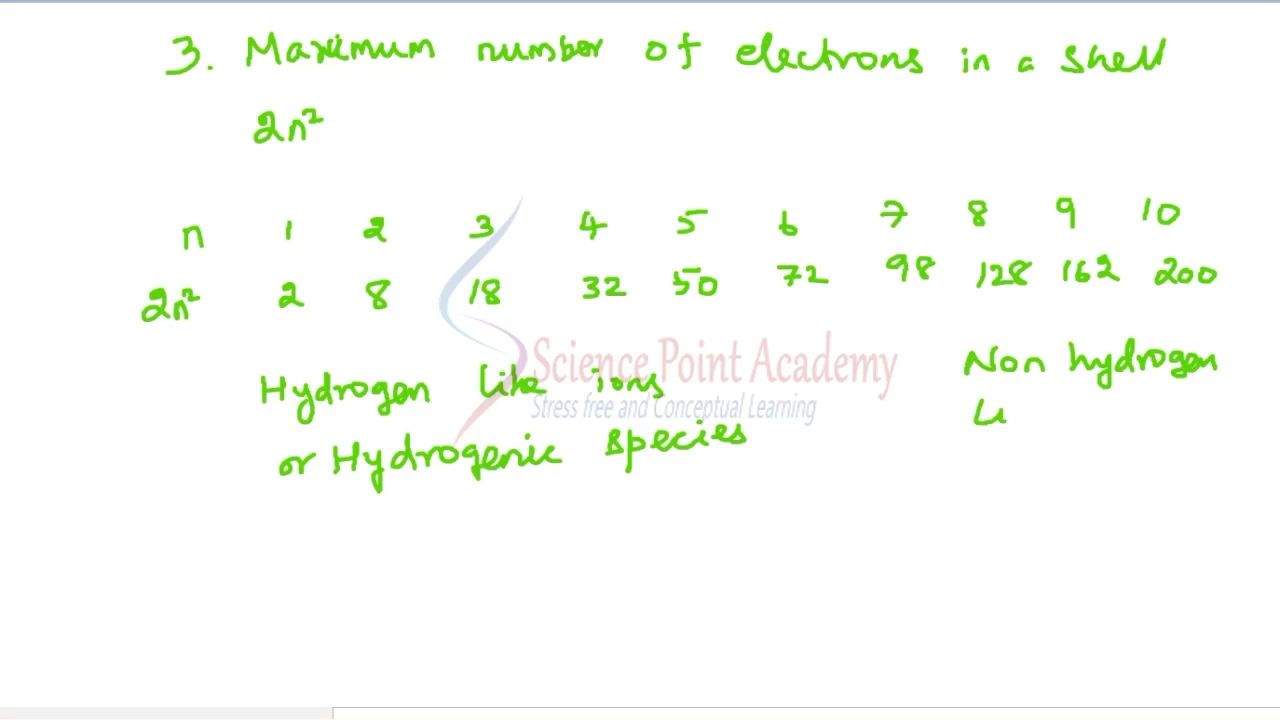 3. Maximum number of electrons in a shell
2n²
n 1 2 3 4 5 6 7 8 9 10
2n² 2 8 18 32 50 72 98 128 162 200
Science Point Academy
Stress free and Conceptual Learning
Hydrogen like ions
or Hydrogenic species
Non hydrogen